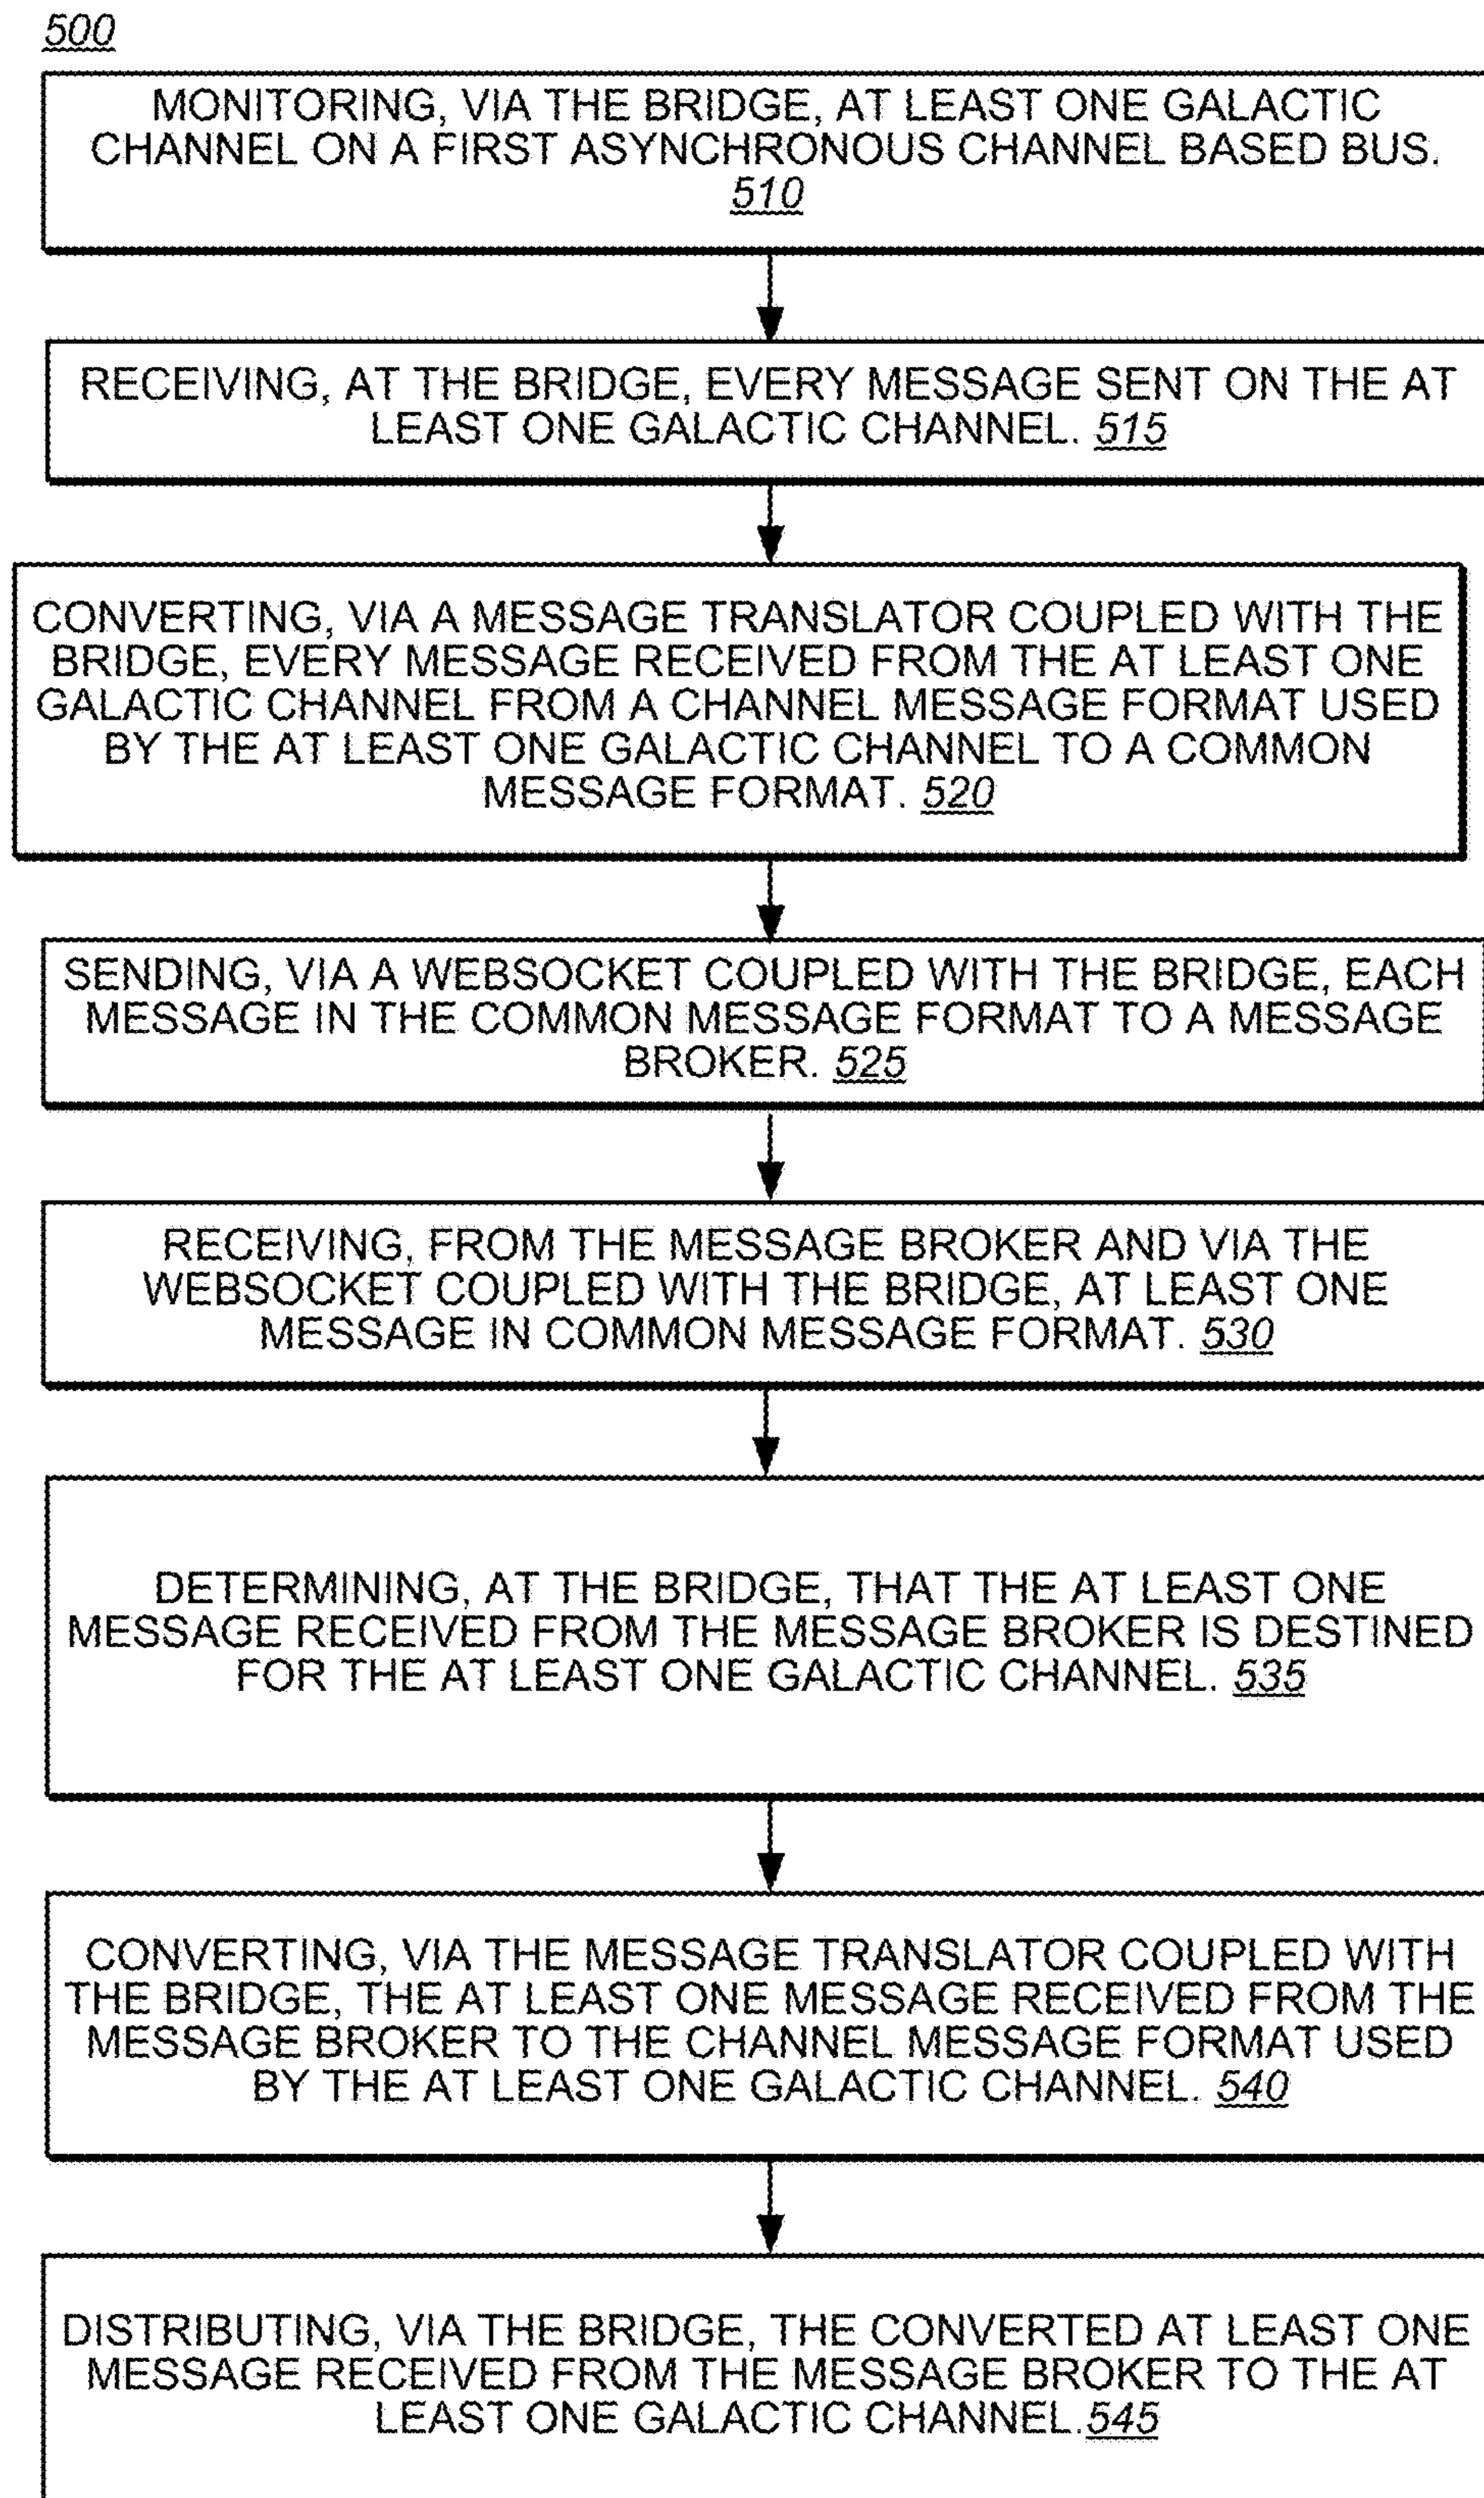 500
MONITORING, VIA THE BRIDGE, AT LEAST ONE GALACTIC
CHANNEL ON A FIRST ASYNCHRONOUS CHANNEL BASED BUS.
510
RECEIVING, AT THE BRIDGE, EVERY MESSAGE SENT ON THE AT
LEAST ONE GALACTIC CHANNEL. 515
CONVERTING, VIA A MESSAGE TRANSLATOR COUPLED WITH THE
BRIDGE, EVERY MESSAGE RECEIVED FROM THE AT LEAST ONE
GALACTIC CHANNEL FROM A CHANNEL MESSAGE FORMAT USED
BY THE AT LEAST ONE GALACTIC CHANNEL TO A COMMON
MESSAGE FORMAT. 520
SENDING, VIA A WEBSOCKET COUPLED WITH THE BRIDGE, EACH
MESSAGE IN THE COMMON MESSAGE FORMAT TO A MESSAGE
BROKER. 525
RECEIVING, FROM THE MESSAGE BROKER AND VIA THE
WEBSOCKET COUPLED WITH THE BRIDGE, AT LEAST ONE
MESSAGE IN COMMON MESSAGE FORMAT. 530
DETERMINING, AT THE BRIDGE, THAT THE AT LEAST ONE
MESSAGE RECEIVED FROM THE MESSAGE BROKER IS DESTINED
FOR THE AT LEAST ONE GALACTIC CHANNEL. 535
CONVERTING, VIA THE MESSAGE TRANSLATOR COUPLED WITH
THE BRIDGE, THE AT LEAST ONE MESSAGE RECEIVED FROM THE
MESSAGE BROKER TO THE CHANNEL MESSAGE FORMAT USED
BY THE AT LEAST ONE GALACTIC CHANNEL. 540
DISTRIBUTING, VIA THE BRIDGE, THE CONVERTED AT LEAST ONE
MESSAGE RECEIVED FROM THE MESSAGE BROKER TO THE AT
LEAST ONE GALACTIC CHANNEL.545